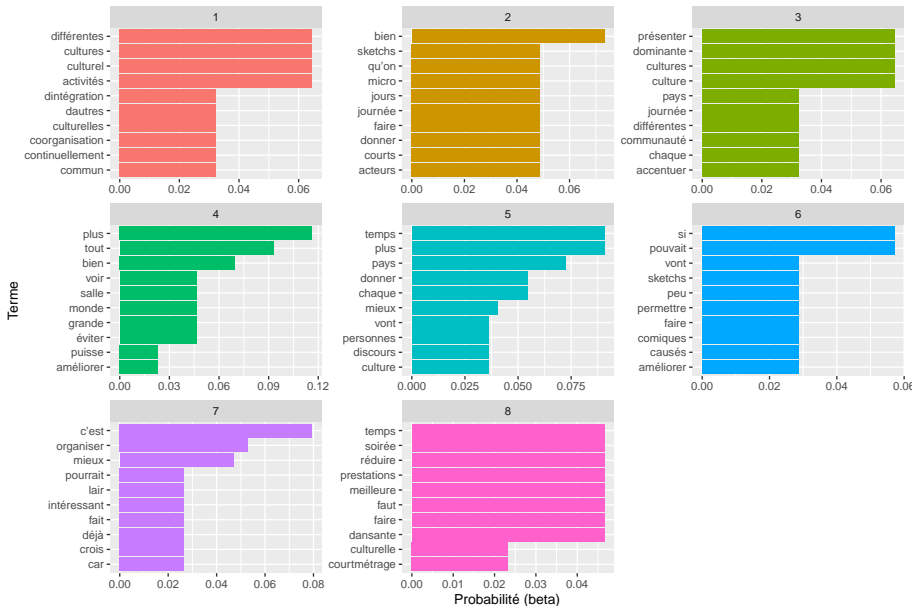 1
différentes
cultures
culturel
activités
dintégration
dautres
culturelles
coorganisation
continuellement
commun
0.00 0.02 0.04 0.06
2
bien
sketchs
qu'on
micro
jours
journée
faire
donner
courts
acteurs
0.00 0.02 0.04 0.06
3
présenter
dominante
cultures
culture
pays
journée
différentes
communauté
chaque
accentuer
0.00 0.02 0.04 0.06
4
plus
tout
bien
voir
salle
monde
grande
éviter
puisse
améliorer
0.00 0.03 0.06 0.09 0.12
5
temps
plus
pays
donner
chaque
mieux
vont
personnes
discours
culture
0.000 0.025 0.050 0.075
6
si
pouvait
vont
sketchs
peu
permettre
faire
comiques
causés
améliorer
0.00 0.02 0.04 0.06
7
c'est
organiser
mieux
pourrait
lair
intéressant
fait
déjà
crois
car
0.00 0.02 0.04 0.06 0.08
8
temps
soirée
réduire
prestations
meilleure
faut
faire
dansante
culturelle
courtmétrage
0.00 0.01 0.02 0.03 0.04
Terme
Probabilité (beta)